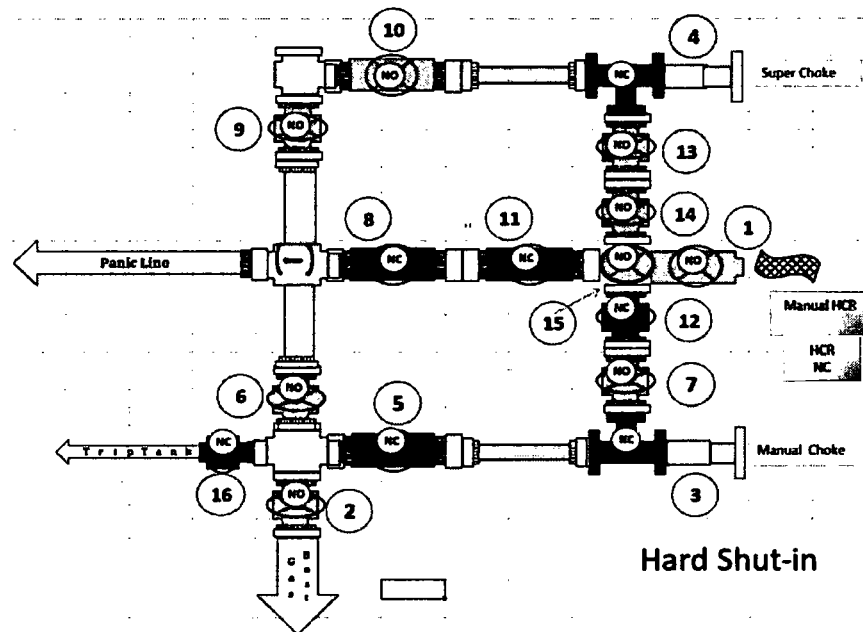 10
4
NO
NC
Super Choke
9
NO
NO
13
8
11
NO
14
1
Panic Line
NC
NC
NO
NO
15
NC
12
Manual HCR
HCR
NC
6
NO
5
NO
7
Trip Tank
NC
NC
NC
Manual Choke
16
NO
2
3
Gas
Bust
Hard Shut-in